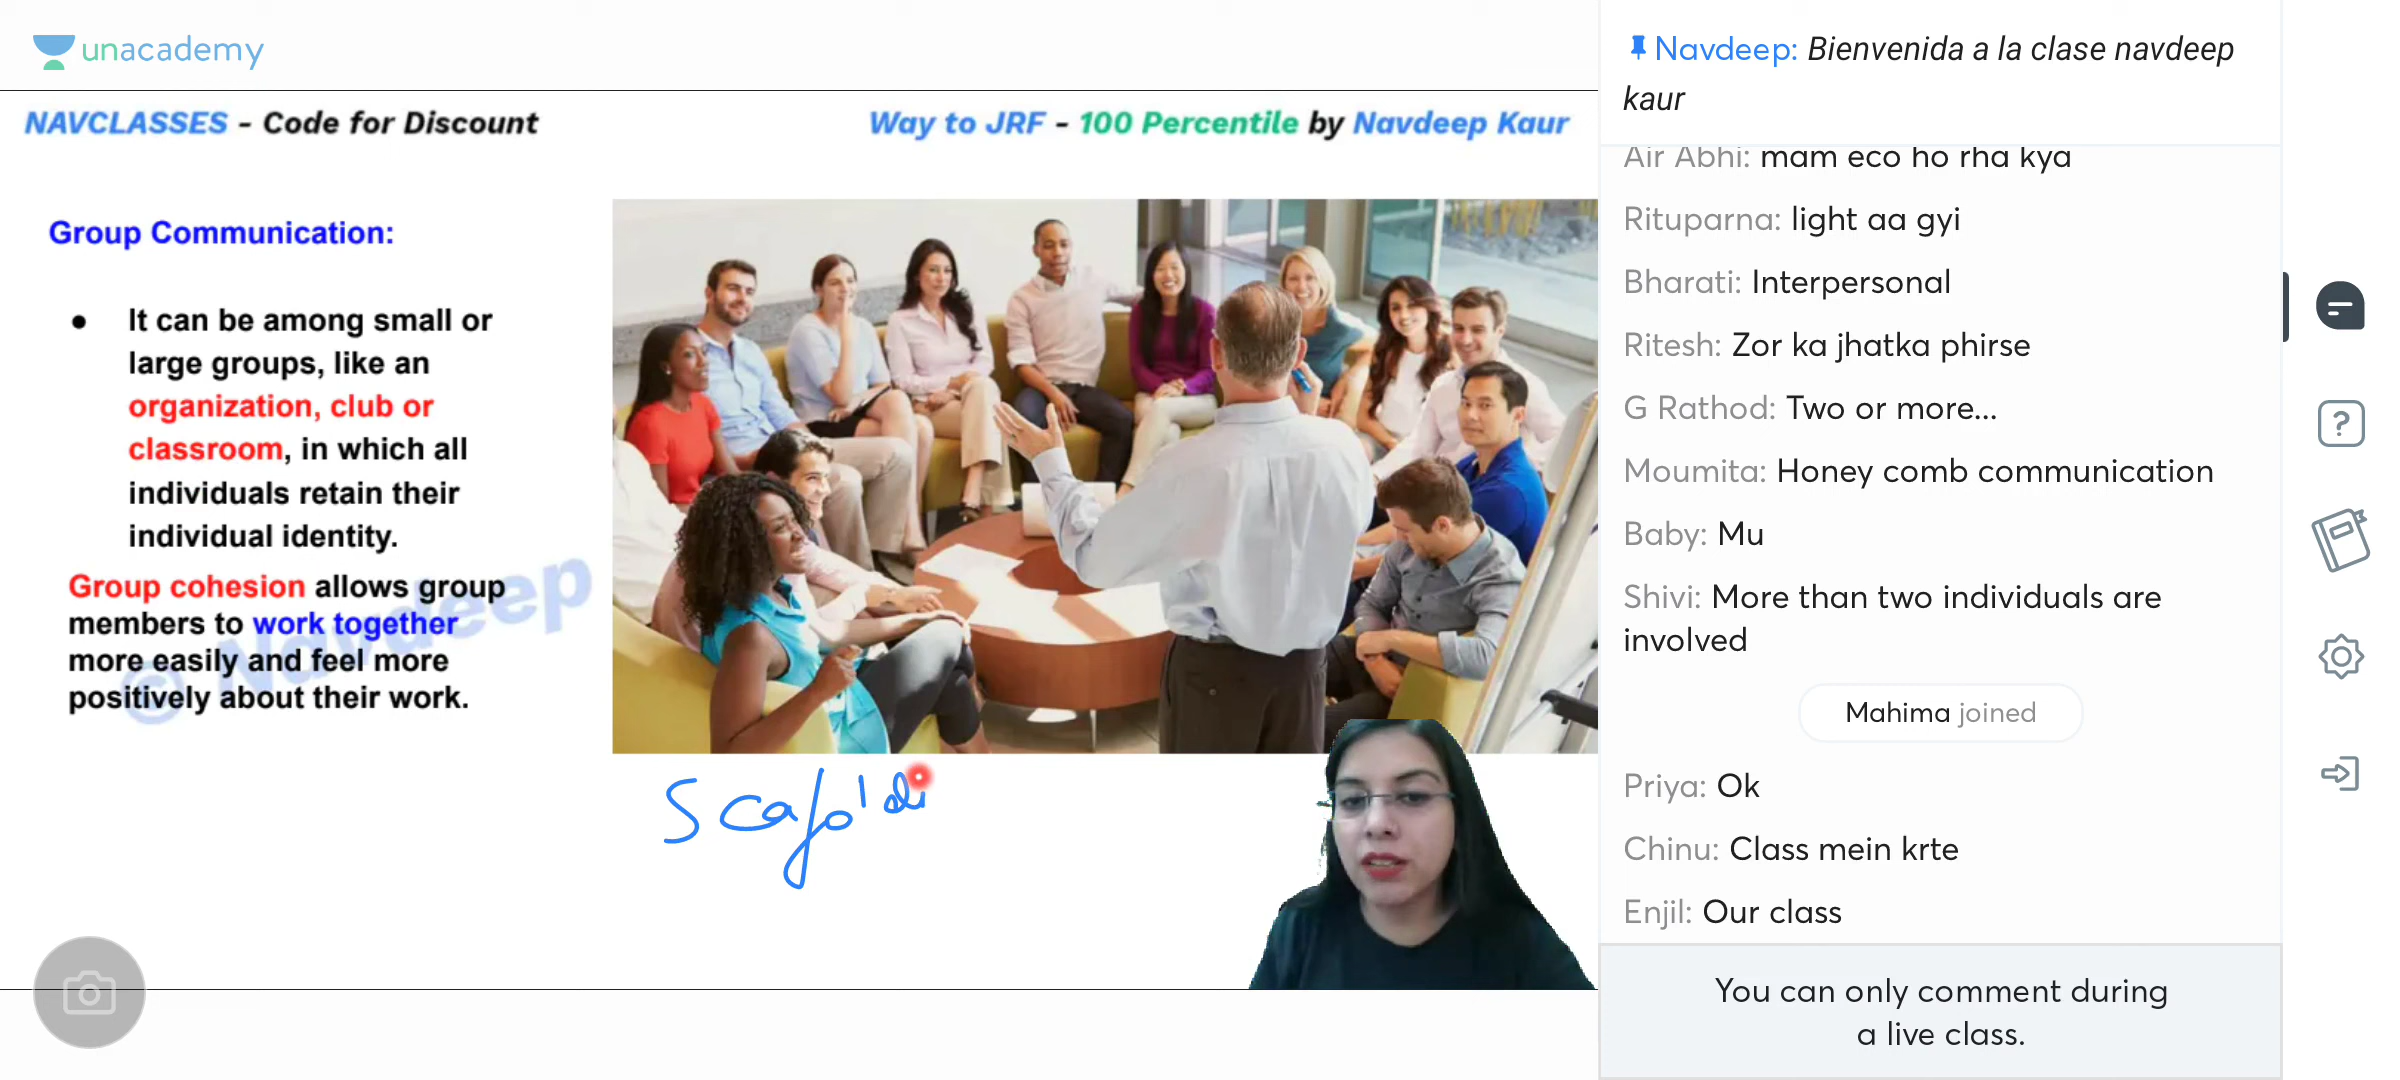 unacademy
NAVCLASSES - Code for Discount
Way to JRF - 100 Percentile by Navdeep Kaur
Group Communication:
● It can be among small or
large groups, like an
organization, club or
classroom, in which all
individuals retain their
individual identity.
Group cohesion allows group
members to work together
more easily and feel more
positively about their work.
© Navdeep
Navdeep: Bienvenida a la clase navdeep
kaur
Air Abhi: mam eco ho rha kya
Rituparna: light aa gyi
Bharati: Interpersonal
Ritesh: Zor ka jhatka phirse
G Rathod: Two or more...
Moumita: Honey comb communication
Baby: Mu
Shivi: More than two individuals are
involved
Mahima joined
Priya: Ok
Chinu: Class mein krte
Enjil: Our class
You can only comment during
a live class.